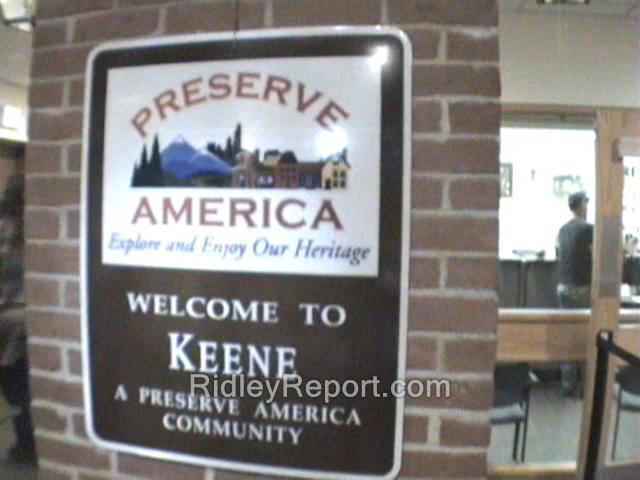 PRESERVE
AMERICA
Explore and Enjoy Our Heritage
WELCOME TO
KEENE
RidleyReport.com
A PRESERVE AMERICA
COMMUNITY